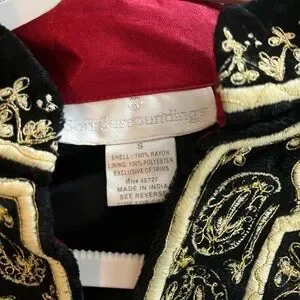 Soft Surroundings
S
SHELL: 100% RAYON
LINING: 100% POLYESTER
EXCLUSIVE OF TRIMS
MADE IN INDIA
SEE REVERSE